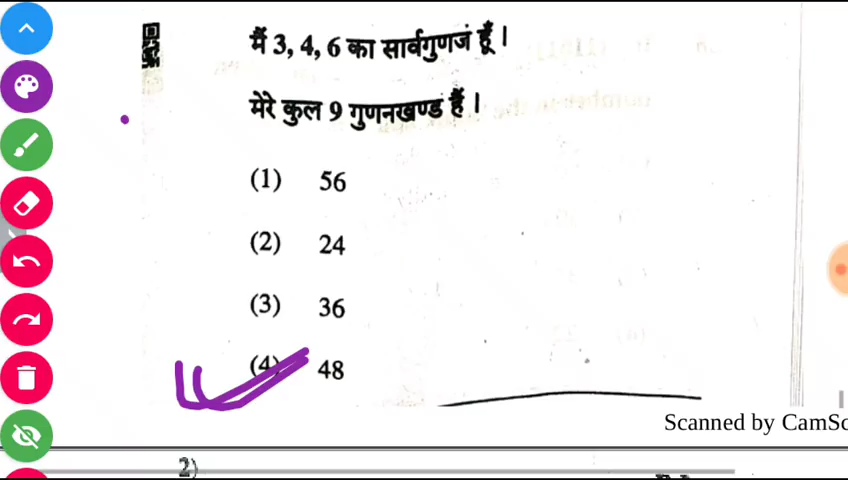 मैं 3, 4, 6 का सार्वगुणजं हूँ ।
मेरे कुल 9 गुणनखण्ड हैं ।
(1) 56
(2) 24
(3) 36
(4) 48
Scanned by CamSc
2)